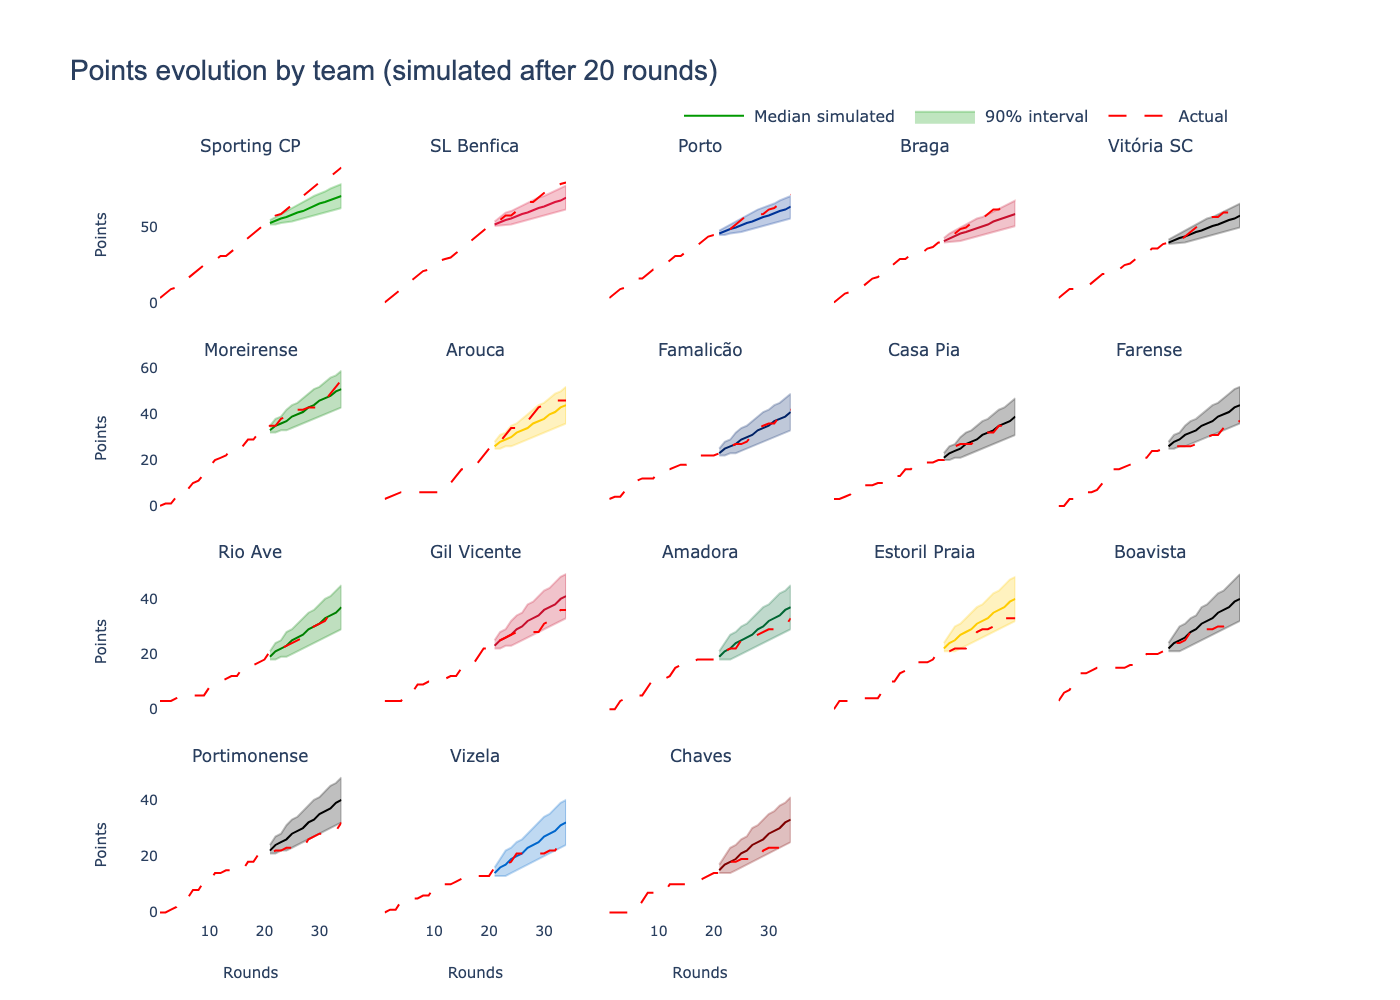 Points evolution by team (simulated after 20 rounds)
Median simulated 90% interval Actual
Sporting CP SL Benfica Porto Braga Vitória SC
Points
50
0
Moreirense Arouca Famalicão Casa Pia Farense
Points
60
40
20
0
Rio Ave Gil Vicente Amadora Estoril Praia Boavista
Points
40
20
0
Portimonense Vizela Chaves
Points
40
20
0
10 20 30 10 20 30 10 20 30
Rounds Rounds Rounds